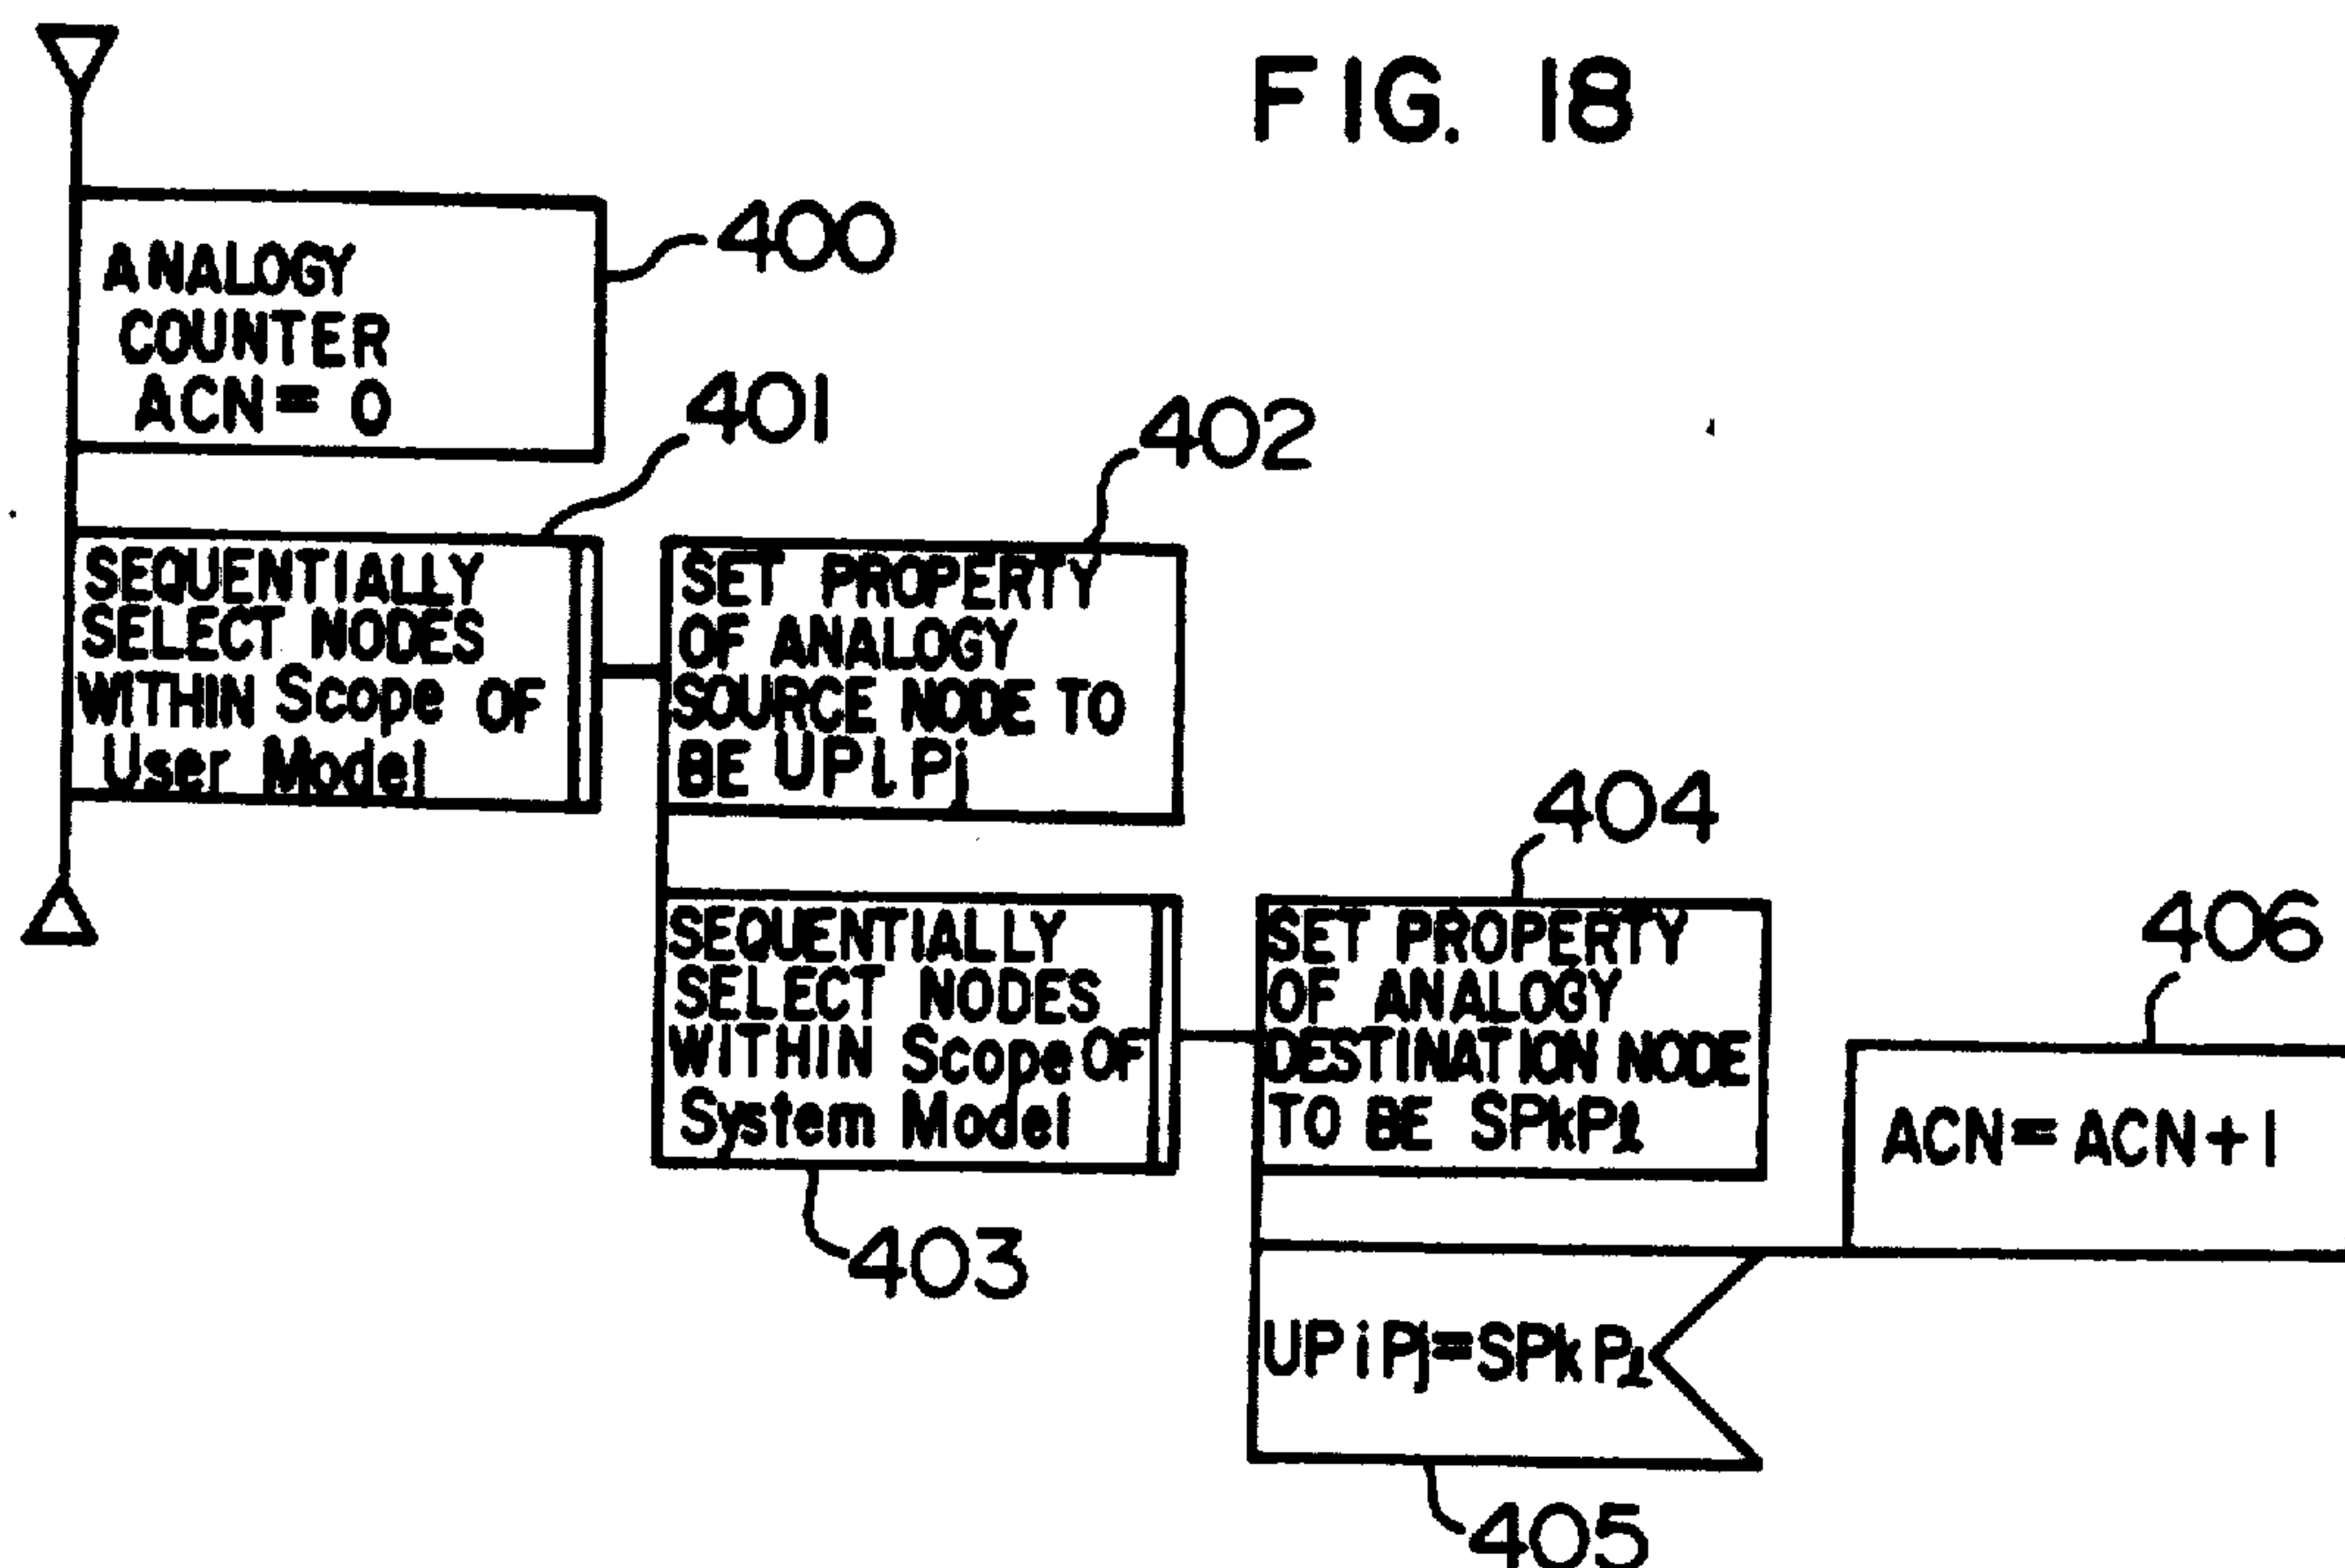 FIG. 18
ANALOGY
COUNTER
ACN = 0
400
401
SEQUENTIALLY
SELECT NODES
WITHIN Scope OF
User Model
402
SET PROPERTY
OF ANALOGY
SOURCE NODE TO
BE UPiPj
SEQUENTIALLY
SELECT NODES
WITHIN Scope OF
System Model
403
404
SET PROPERTY
OF ANALOGY
DESTINATION NODE
TO BE SPkPl
406
ACN=ACN+1
UPiPj=SPkPl
405